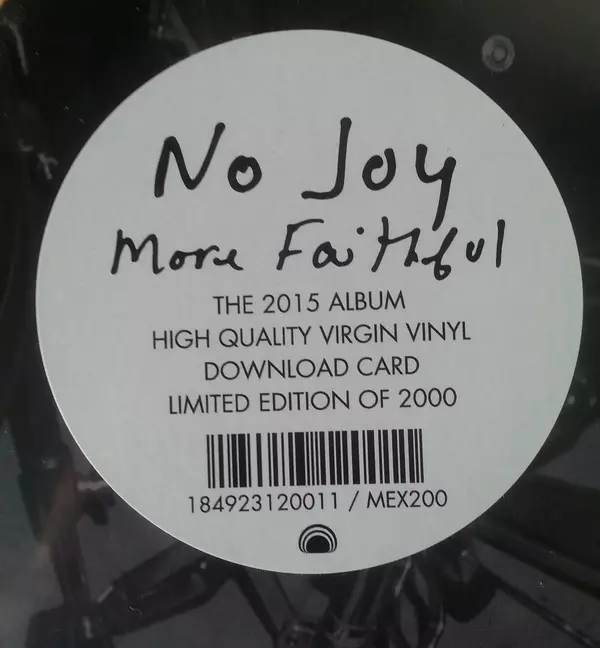 No Joy
More Faithful
THE 2015 ALBUM
HIGH QUALITY VIRGIN VINYL
DOWNLOAD CARD
LIMITED EDITION OF 2000
184923120011 / MEX200